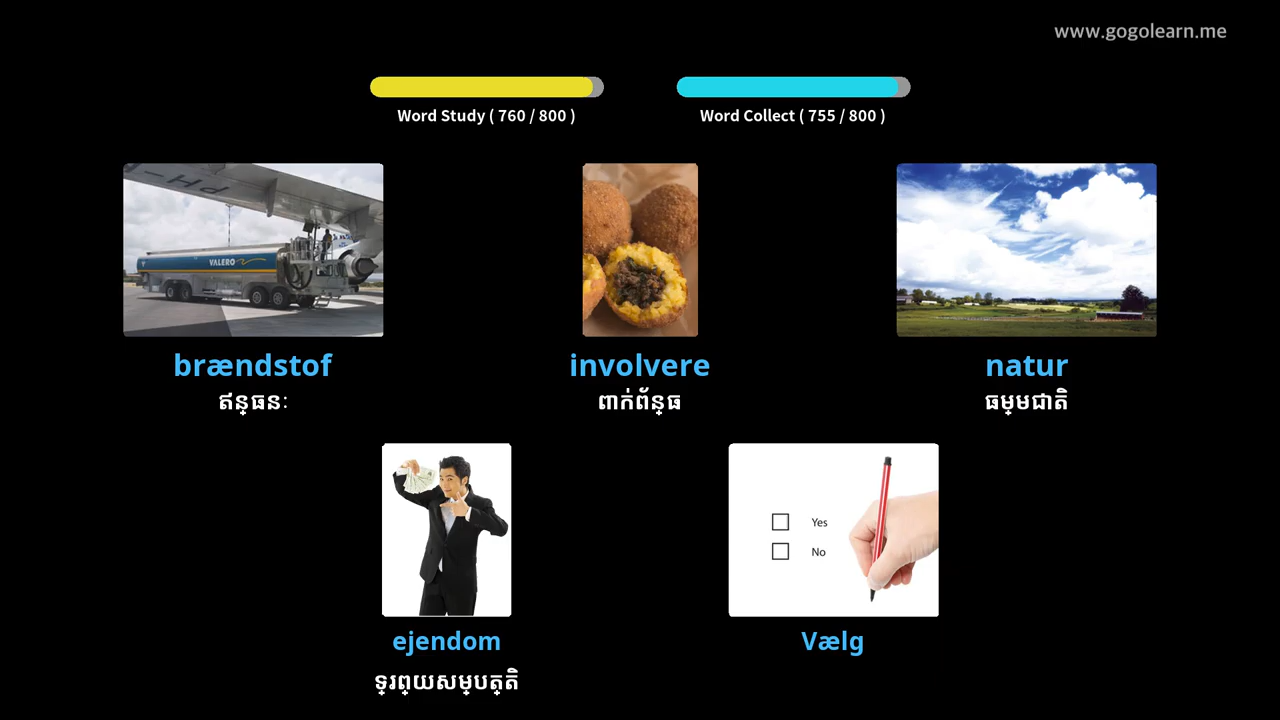 www.gogolearn.me
Word Study ( 760 / 800 )
Word Collect ( 755 / 800 )
PH-H
VALERO
brændstof
ឥន្ធនៈ
involvere
ពាក់ព័ន្ធ
natur
ធម្មជាតិ
Yes
No
ejendom
ទ្រព្យសម្បត្តិ
Vælg